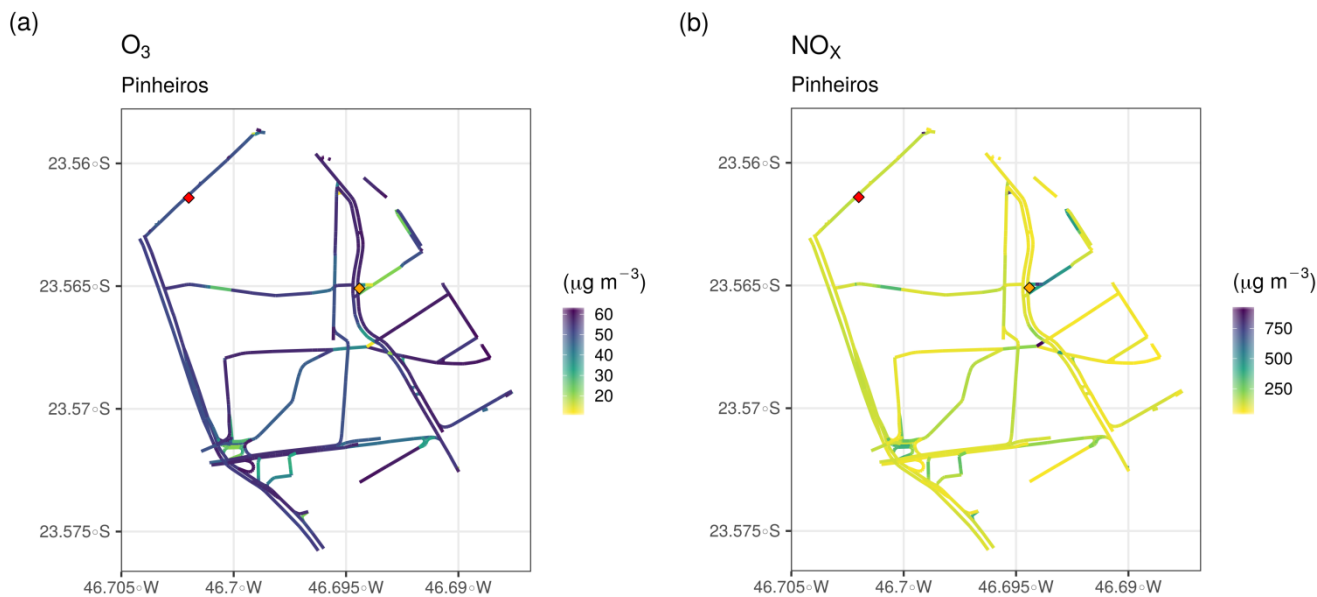 (a)
O₃
Pinheiros
23.56◦S
23.565◦S
23.57◦S
23.575◦S
46.705◦W
46.7◦W
46.695◦W
46.69◦W
(μg m⁻³)
60
50
40
30
20
(b)
NOₓ
Pinheiros
23.56◦S
23.565◦S
23.57◦S
23.575◦S
46.705◦W
46.7◦W
46.695◦W
46.69◦W
(μg m⁻³)
750
500
250